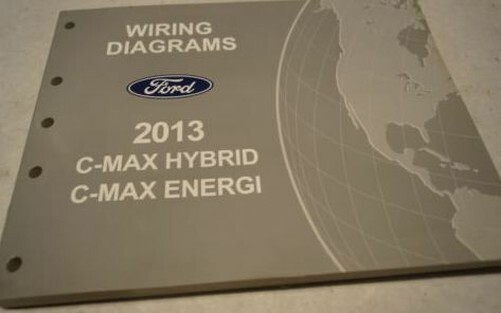 WIRING
DIAGRAMS
Ford
2013
C-MAX HYBRID
C-MAX ENERGI